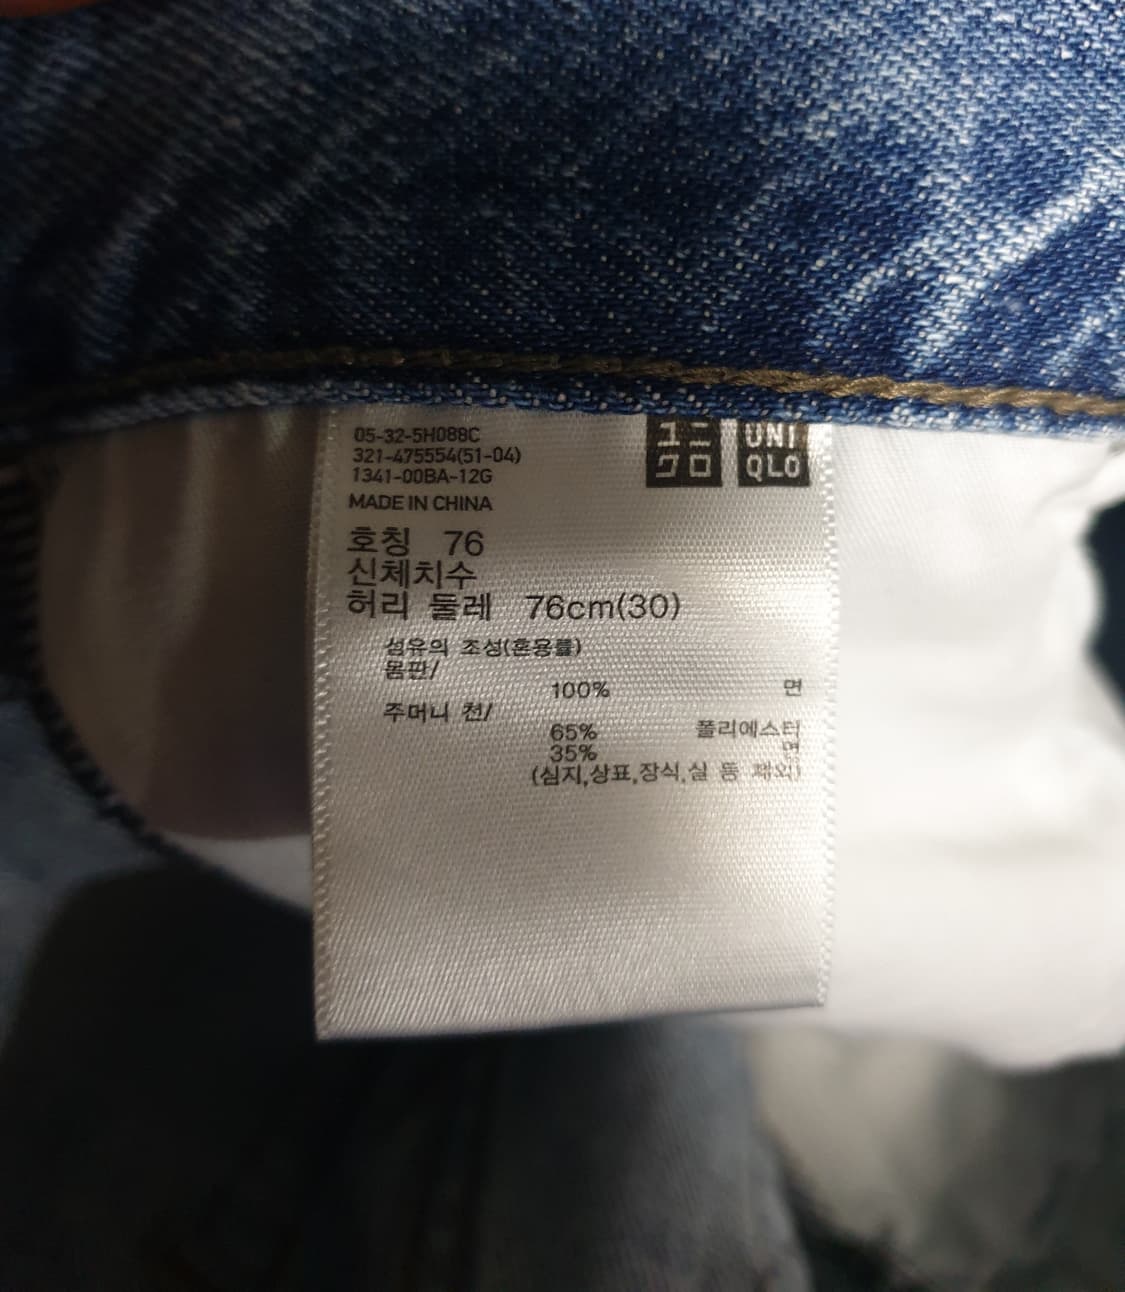 05-32-5H088C
321-475554(51-04)
1341-00BA-12G
MADE IN CHINA
ユニ
クロ
UNI
QLO
호칭 76
신체치수
허리 둘레 76cm(30)
섬유의 조성(혼용률)
몸판/
100% 면
주머니 천/
65% 폴리에스터
35% 면
(심지,상표,장식,실 등 제외)